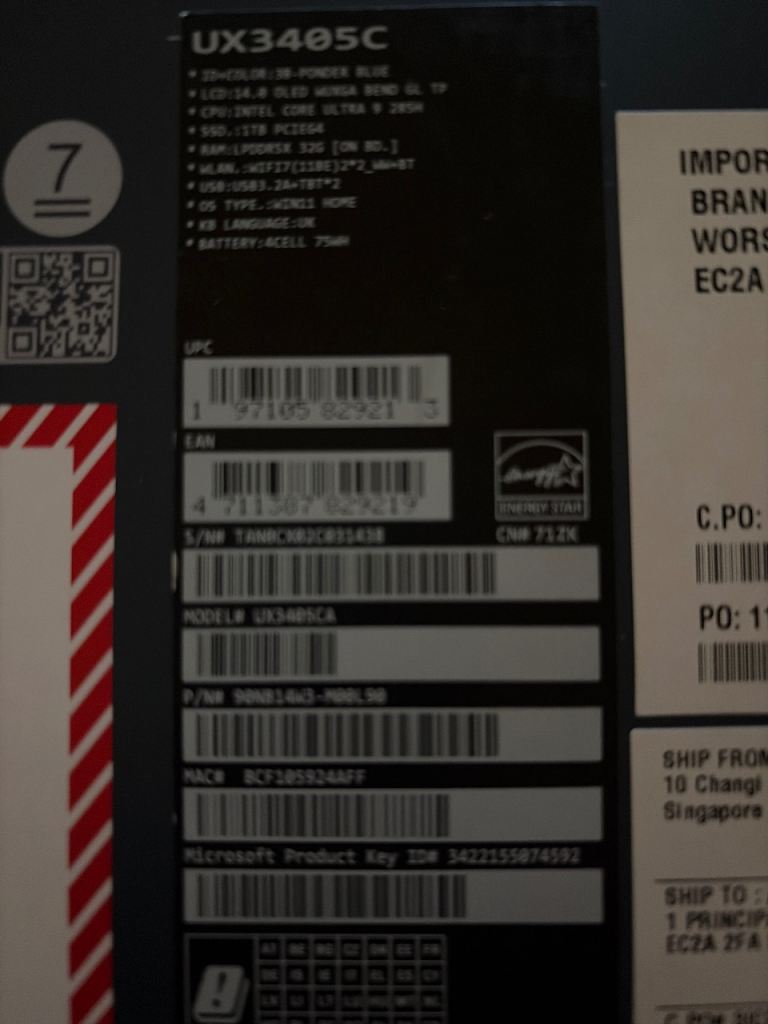 UX3405C
* ID+COLOR:3B-PONDER BLUE
* LCD:14.0 OLED WUXGA BEND GL TP
* CPU:INTEL CORE ULTRA 9 285H
* SSD.:1TB PCIEG4
* RAM:LPDDR5X 32G [ON BD.]
* WLAN.:WIFI7(11BE)2*2_WW+BT
* USB:USB3.2A+TBT*2
* OS TYPE.:WIN11 HOME
* KB LANGUAGE:UK
* BATTERY:4CELL 75WH
7
UPC
1 97105 82921 3
EAN
4 711387 829219
ENERGY STAR
S/N#
CN# 71ZK
MODEL# UX3405CA
P/N# 90NB14W3-M00L90
MAC# BCF105924AFF
Microsoft Product Key ID# 3422155074592
IMPOR
BRAN
WORS
EC2A
C.PO:
PO: 11
SHIP FROM
10 Changi
Singapore
SHIP TO :
1 PRINCIP
EC2A 2FA